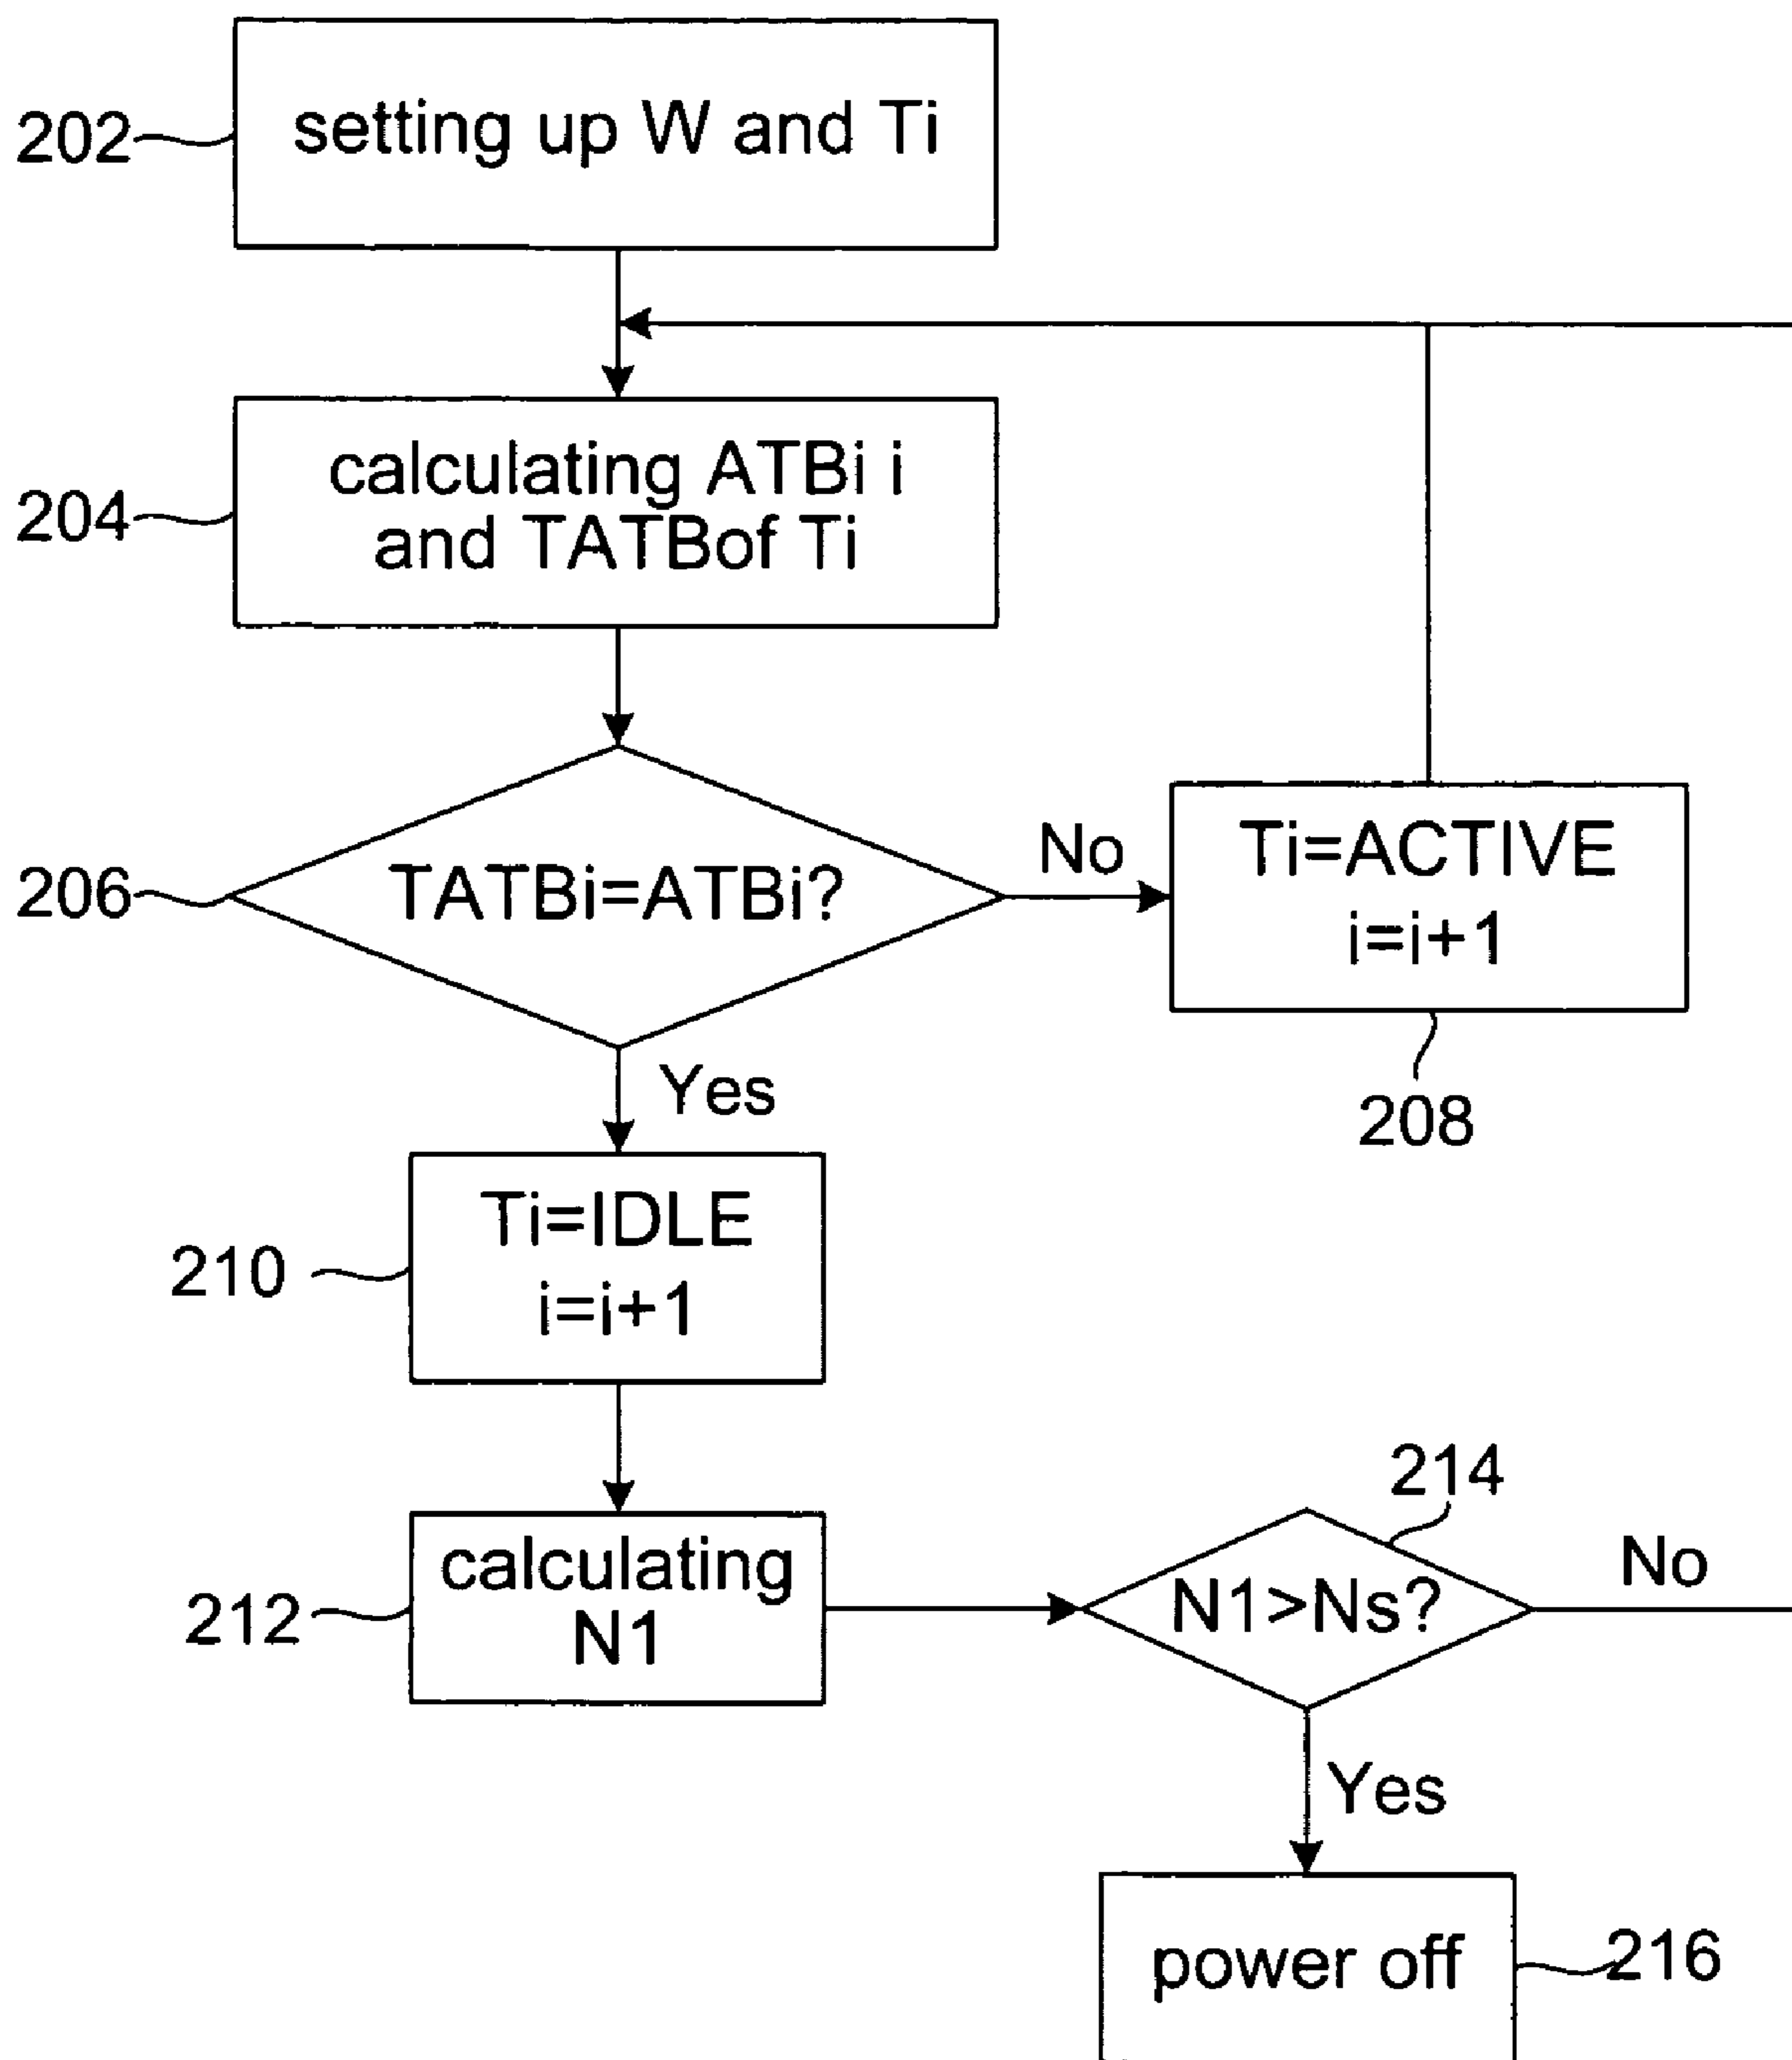 202
setting up W and Ti
204
calculating ATBi i
and TATBof Ti
206
TATBi=ATBi?
No
Ti=ACTIVE
i=i+1
208
Yes
210
Ti=IDLE
i=i+1
212
calculating
N1
214
N1>Ns?
No
Yes
power off
216